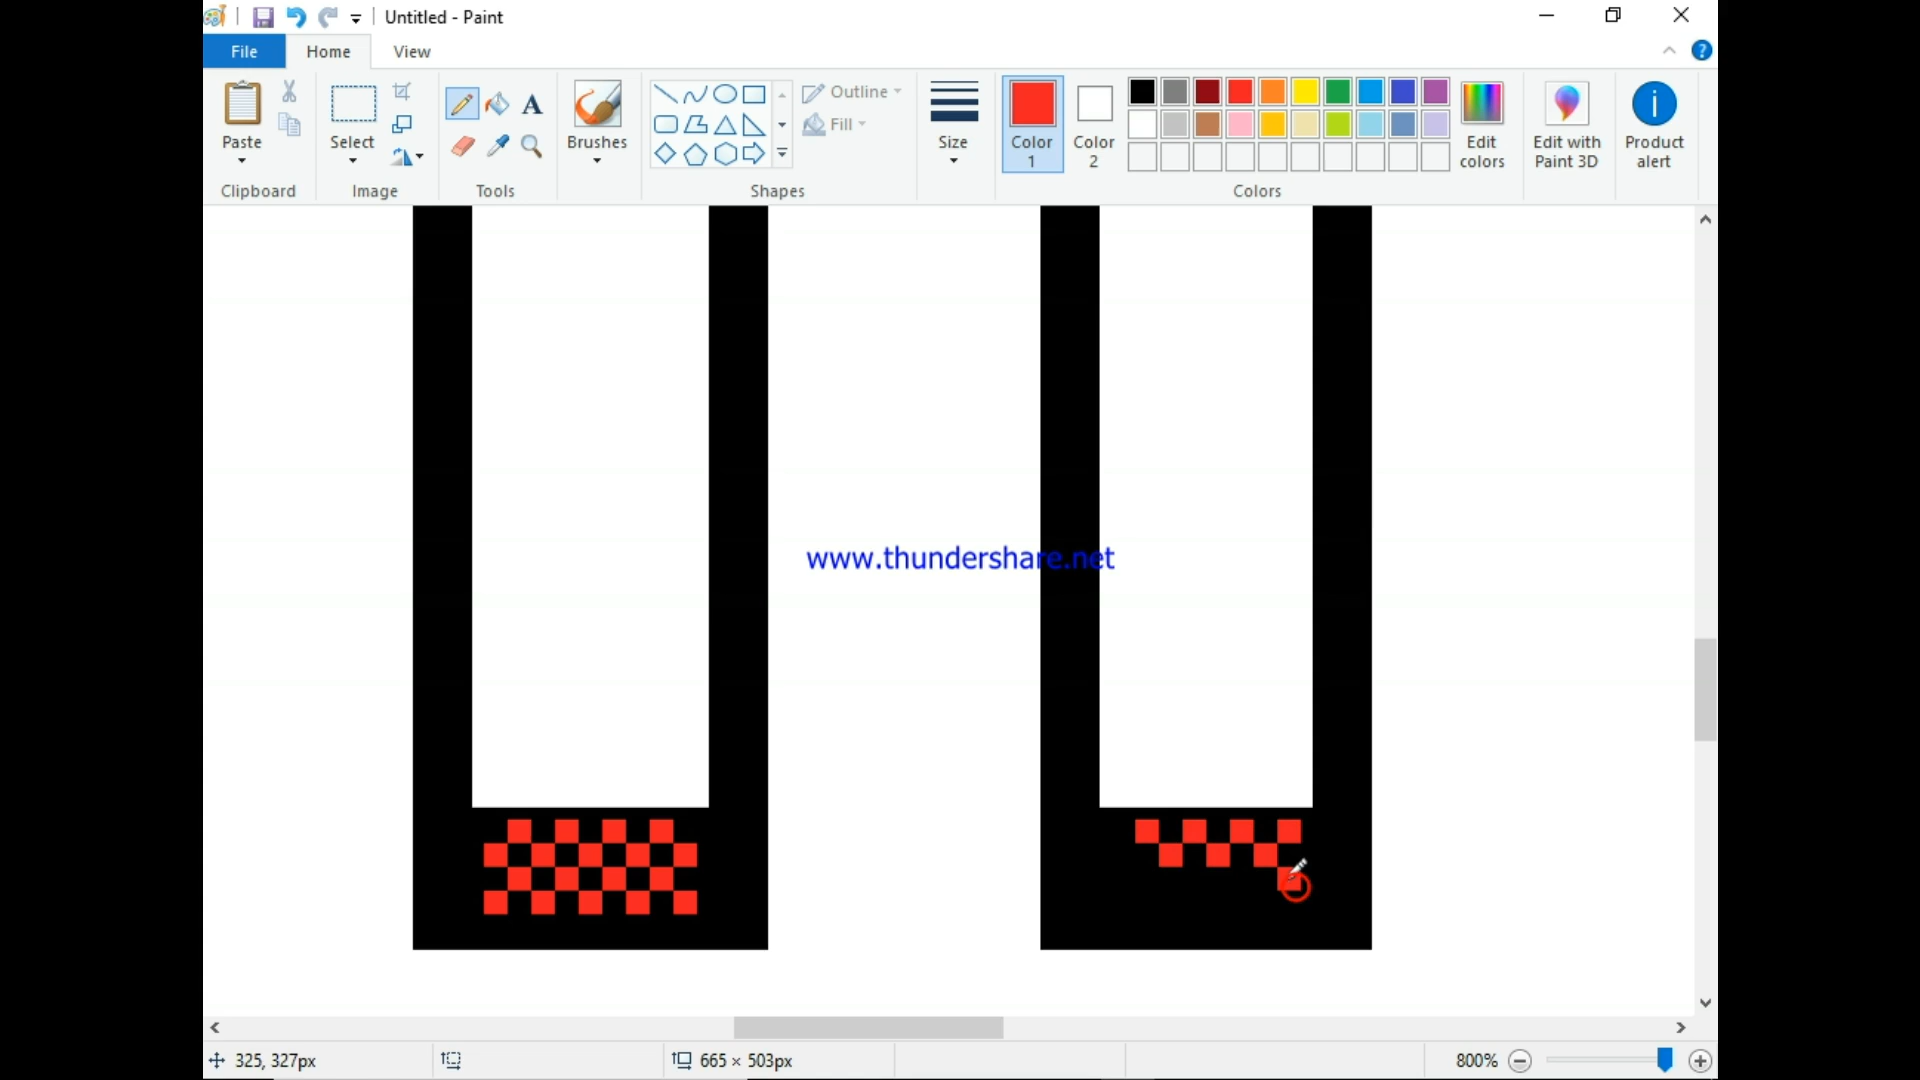 Untitled - Paint
File Home View
Paste
Clipboard
Select
Image
A
Tools
Brushes
Outline
Fill
Shapes
Size
Color 1
Color 2
Colors
Edit colors
Edit with Paint 3D
Product alert
www.thundershare.net
325, 327px
665 × 503px
800%